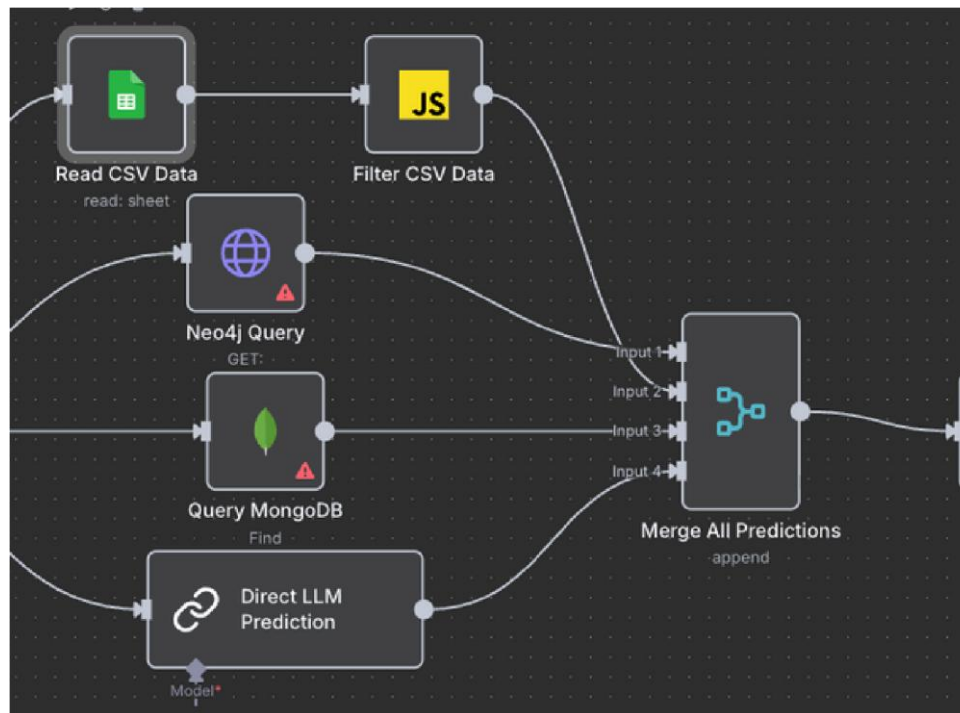 JS
Read CSV Data
read: sheet
Filter CSV Data
Neo4j Query
GET:
Input 1
Input 2
Input 3
Input 4
Query MongoDB
Find
Merge All Predictions
append
Direct LLM
Prediction
Model*